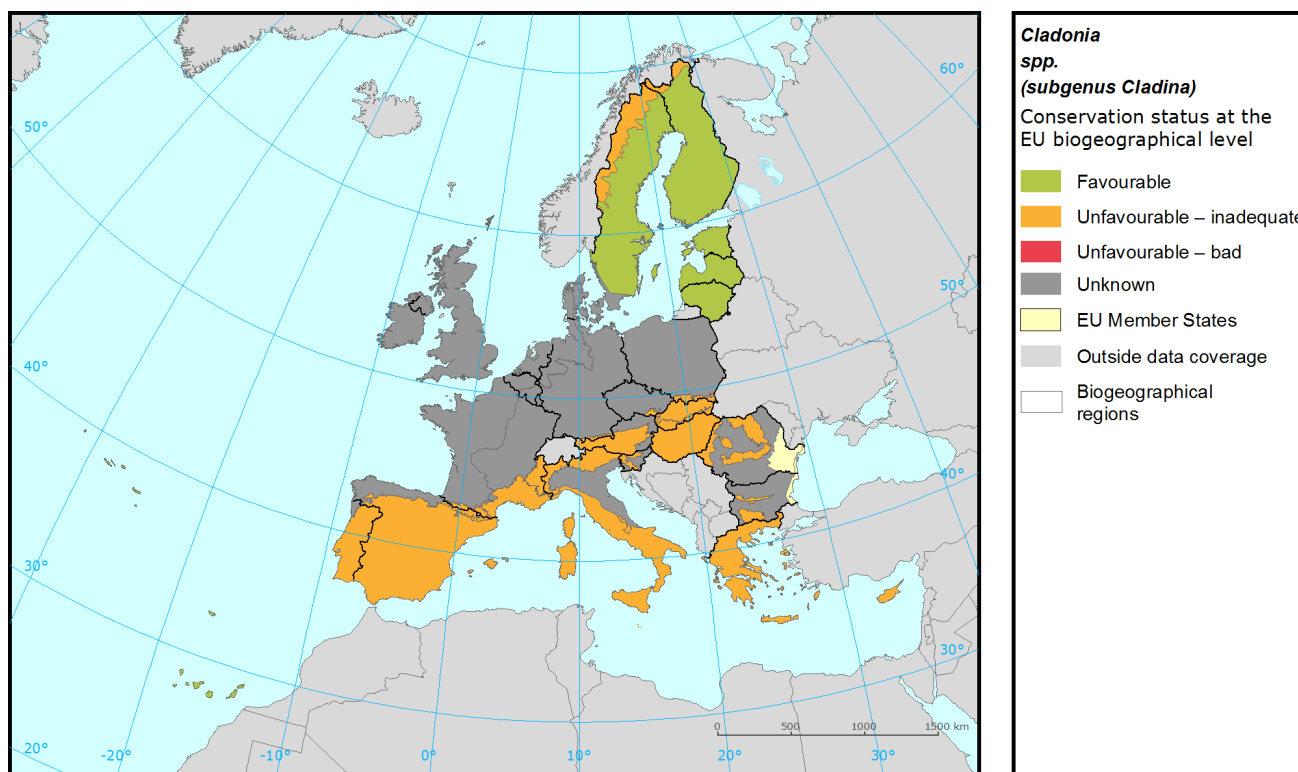 60°
50°
50°
40°
40°
30°
30°
20°
-20°
-10°
0°
10°
20°
30°
0
500
1000
1500 km
Cladonia
spp.
(subgenus Cladina)
Conservation status at the
EU biogeographical level
Favourable
Unfavourable – inadequate
Unfavourable – bad
Unknown
EU Member States
Outside data coverage
Biogeographical
regions